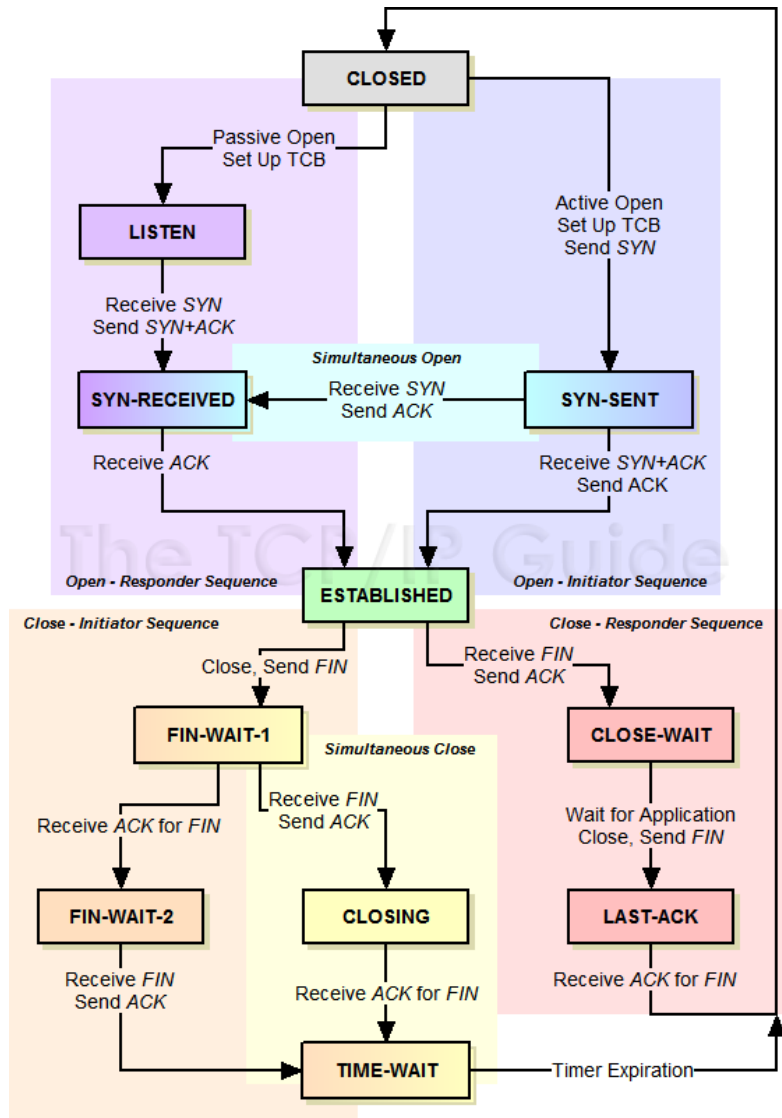 CLOSED
Passive Open
Set Up TCB
Active Open
Set Up TCB
Send SYN
LISTEN
Receive SYN
Send SYN+ACK
Simultaneous Open
Receive SYN
Send ACK
SYN-RECEIVED
SYN-SENT
Receive ACK
Receive SYN+ACK
Send ACK
The TCP/IP Guide
Open - Responder Sequence
ESTABLISHED
Open - Initiator Sequence
Close - Initiator Sequence
Close - Responder Sequence
Close, Send FIN
Receive FIN
Send ACK
FIN-WAIT-1
CLOSE-WAIT
Simultaneous Close
Receive ACK for FIN
Receive FIN
Send ACK
Wait for Application
Close, Send FIN
FIN-WAIT-2
CLOSING
LAST-ACK
Receive FIN
Send ACK
Receive ACK for FIN
Receive ACK for FIN
TIME-WAIT
Timer Expiration